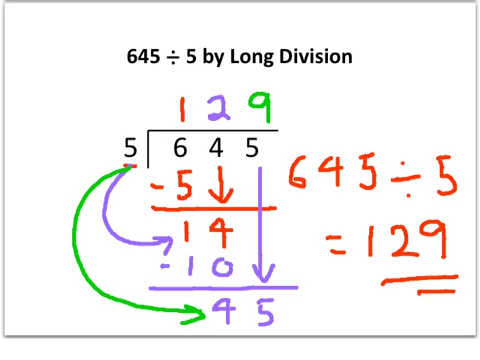 645 ÷ 5 by Long Division
1 2 9
5 6 4 5
- 5
645 ÷ 5
1 4
= 129
- 1 0
4 5